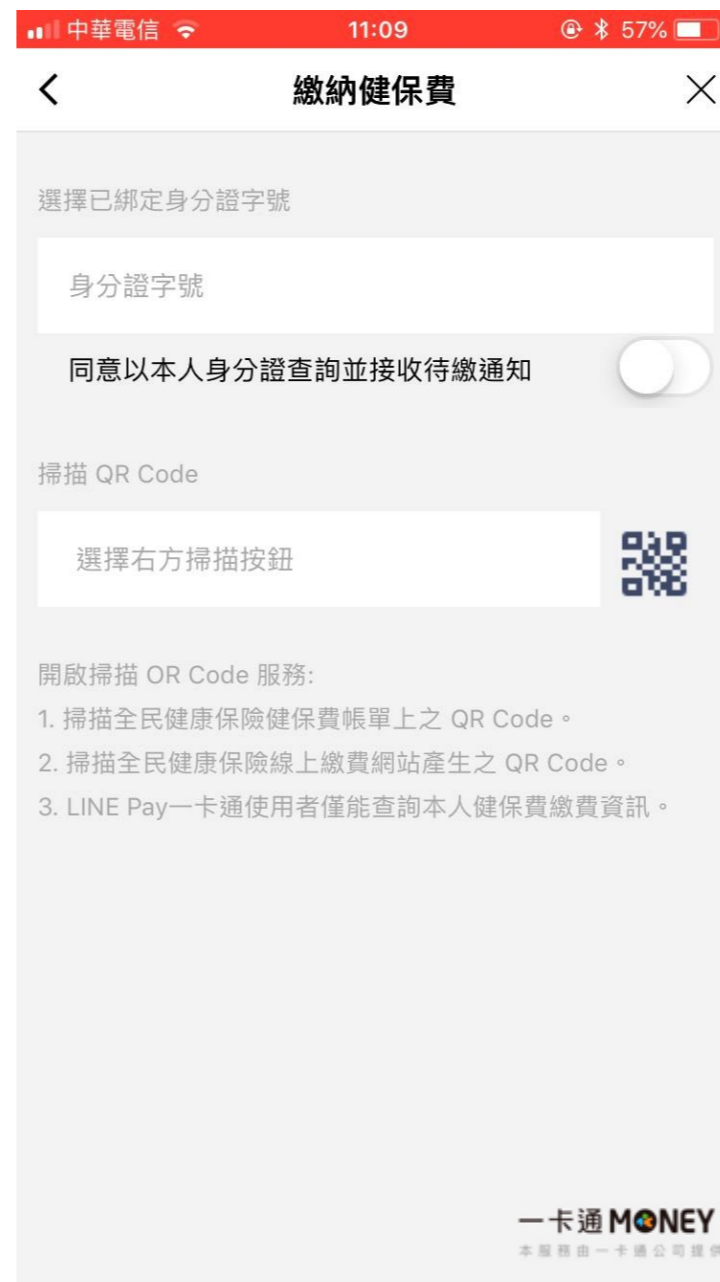 中華電信 11:09 57%
繳納健保費
選擇已綁定身分證字號
身分證字號
同意以本人身分證查詢並接收待繳通知
掃描 QR Code
選擇右方掃描按鈕
開啟掃描 OR Code 服務:
1. 掃描全民健康保險健保費帳單上之 QR Code。
2. 掃描全民健康保險線上繳費網站產生之 QR Code。
3. LINE Pay一卡通使用者僅能查詢本人健保費繳費資訊。
一卡通 MONEY
本服務由一卡通公司提供